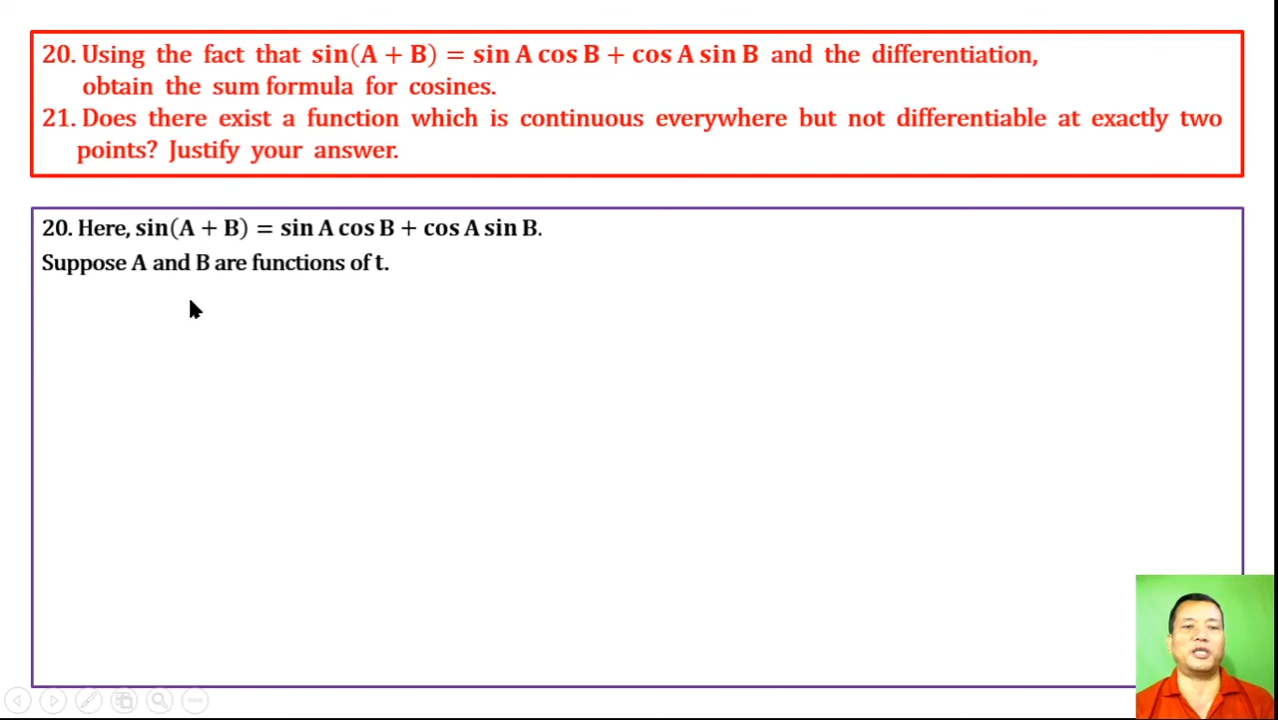 20. Using the fact that sin(A + B) = sin A cos B + cos A sin B and the differentiation,
obtain the sum formula for cosines.
21. Does there exist a function which is continuous everywhere but not differentiable at exactly two
points? Justify your answer.
20. Here, sin(A + B) = sin A cos B + cos A sin B.
Suppose A and B are functions of t.